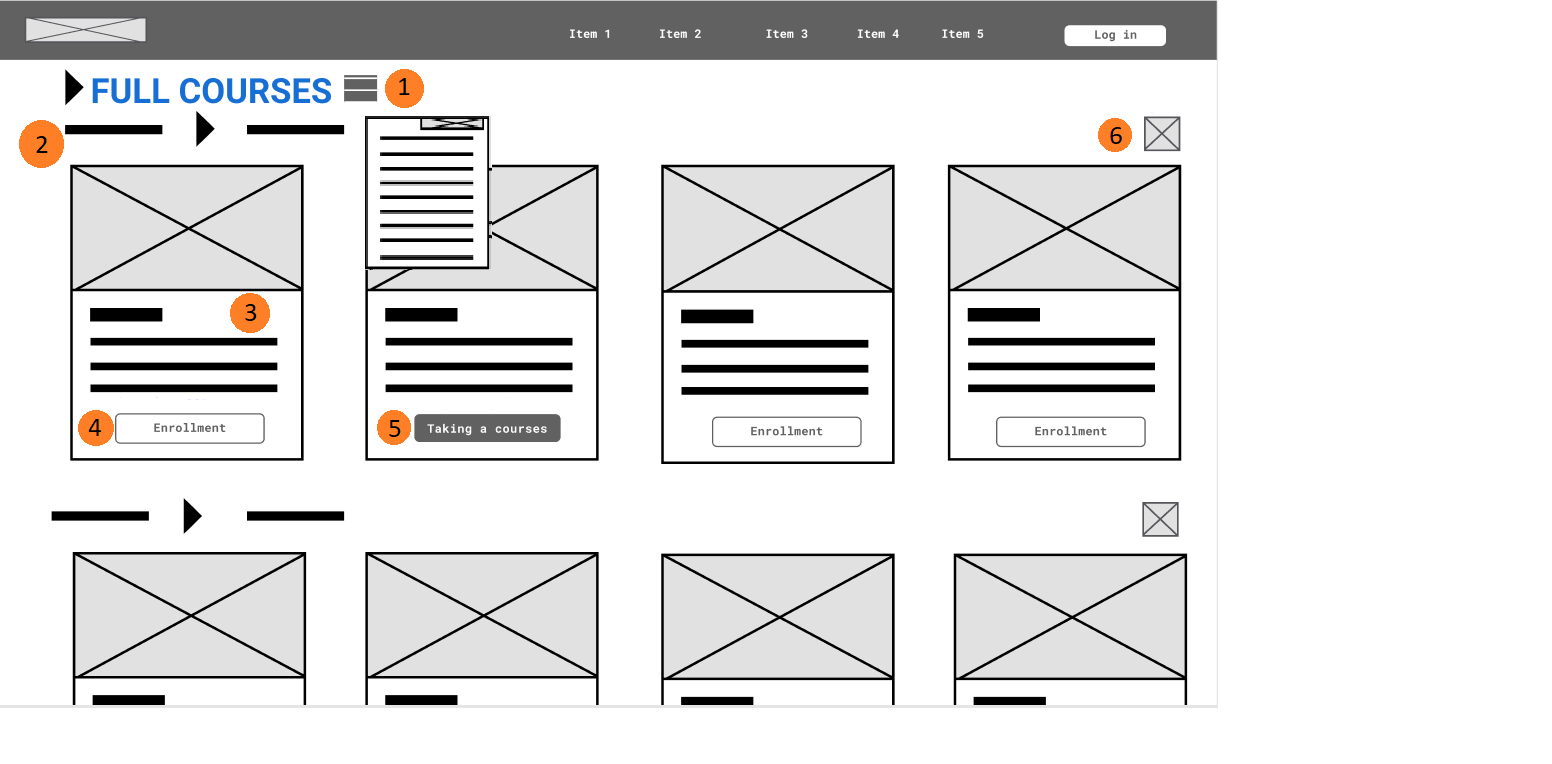 Item 1 Item 2 Item 3 Item 4 Item 5 Log in
FULL COURSES 1
2
6
3
4 Enrollment 5 Taking a courses Enrollment Enrollment